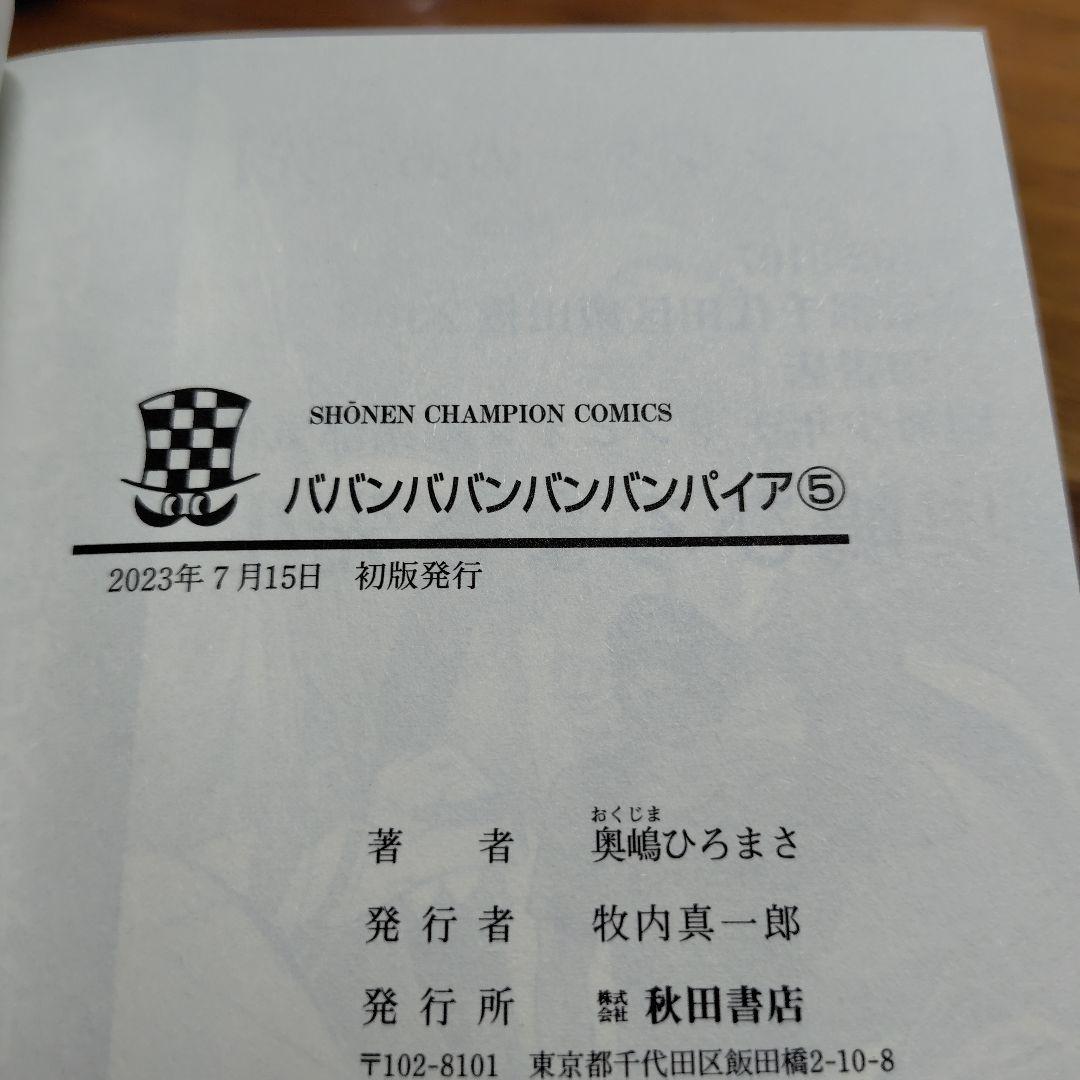 SHŌNEN CHAMPION COMICS
ババンババンバンバンパイア⑤
2023年7月15日 初版発行
おくじま
著者 奥嶋ひろまさ
発行者 牧内真一郎
発行所 株式会社 秋田書店
〒102-8101 東京都千代田区飯田橋2-10-8